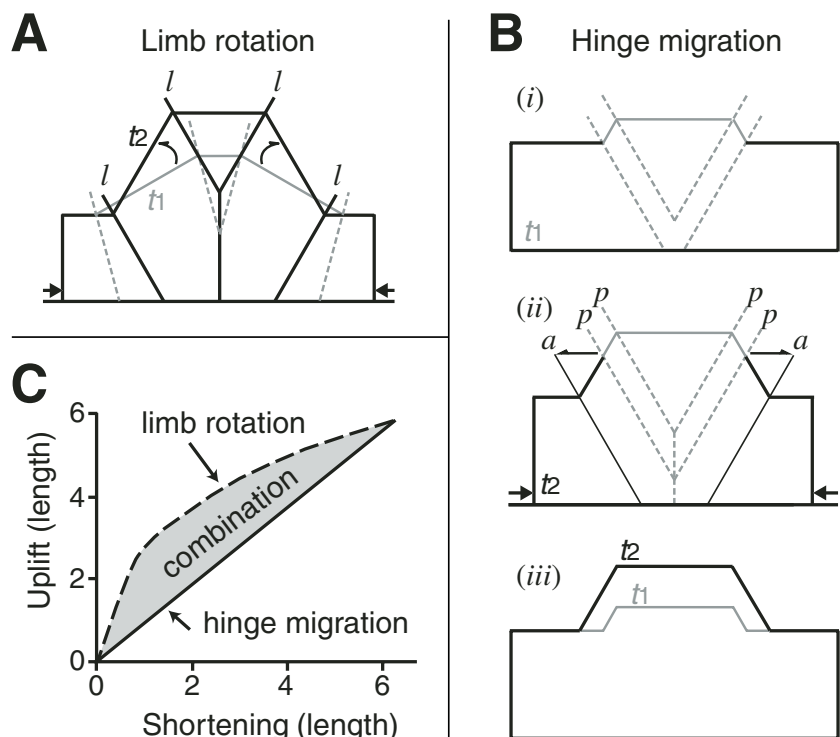 A
Limb rotation
l
l
t2
l
l
t1
B
Hinge migration
(i)
t1
(ii)
p
p
p
p
a
a
t2
(iii)
t2
t1
C
6
4
2
0
Uplift (length)
limb rotation
combination
hinge migration
0
2
4
6
Shortening (length)